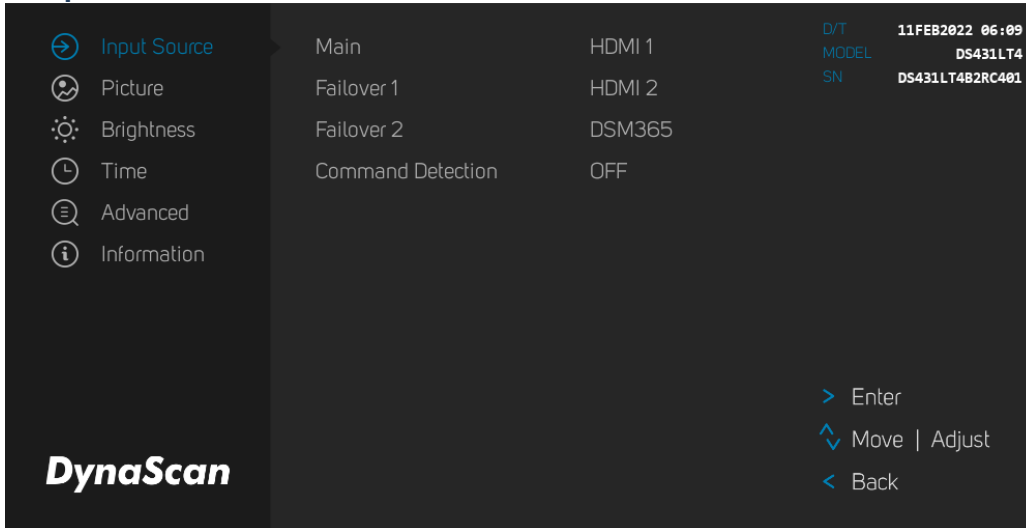 Input Source
Picture
Brightness
Time
Advanced
Information
DynaScan
Main HDMI 1
Failover 1 HDMI 2
Failover 2 DSM365
Command Detection OFF
D/T 11FEB2022 06:09
MODEL DS431LT4
SN DS431LT4B2RC401
> Enter
Move | Adjust
< Back